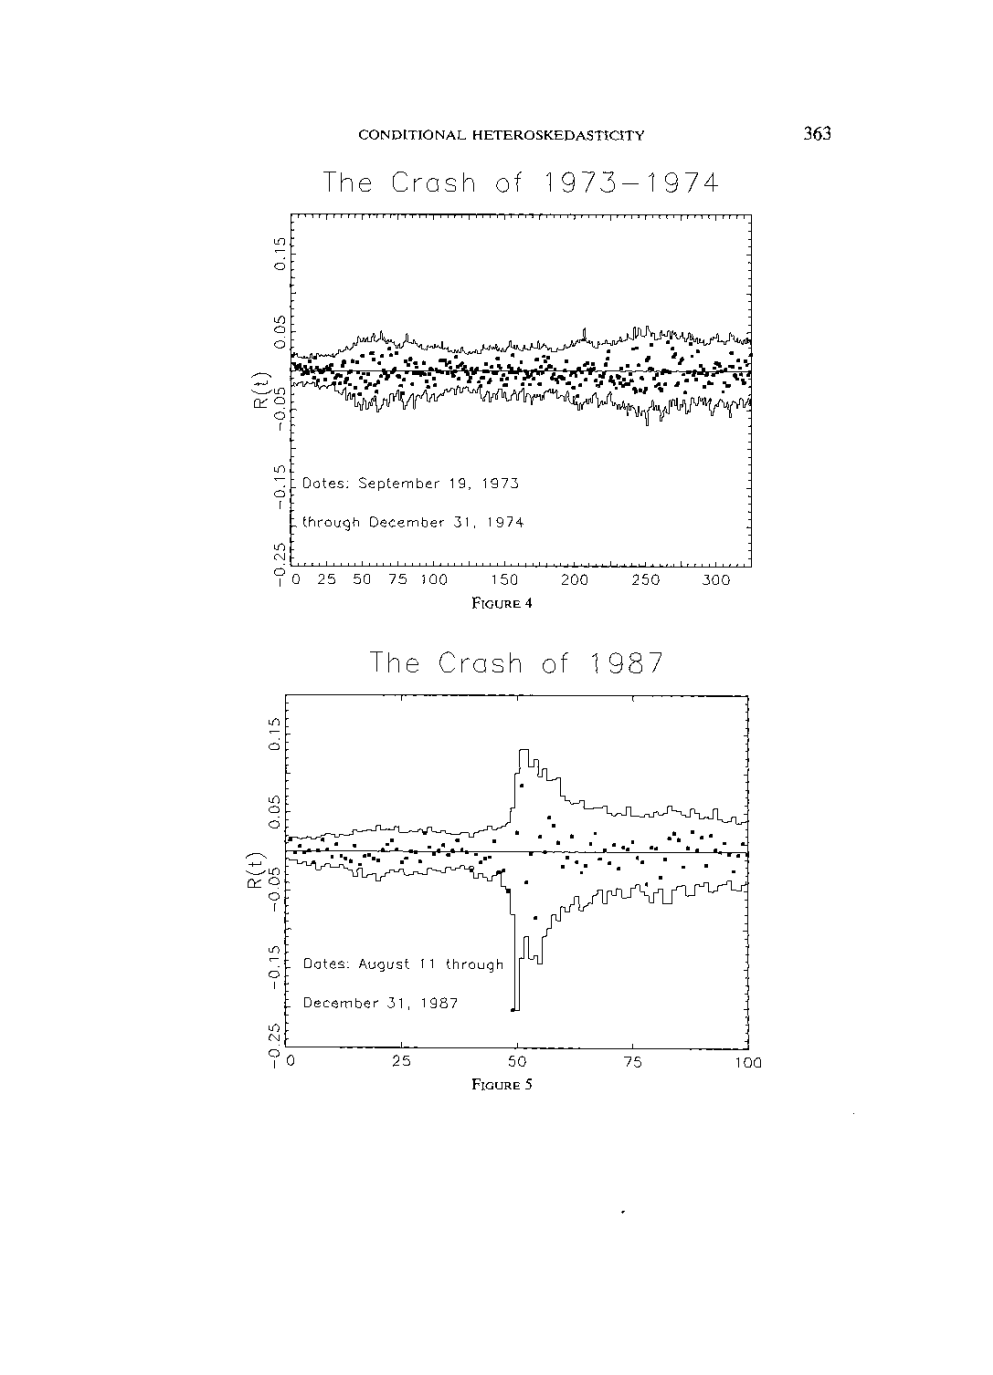 CONDITIONAL HETEROSKEDASTICITY 363
The Crash of 1973-1974
0.15
0.05
R(t)
-0.05
-0.15
-0.25
Dates: September 19, 1973
through December 31, 1974
0 25 50 75 100 150 200 250 300
FIGURE 4
The Crash of 1987
0.15
0.05
R(t)
-0.05
-0.15
-0.25
Dates: August 11 through
December 31, 1987
0 25 50 75 100
FIGURE 5